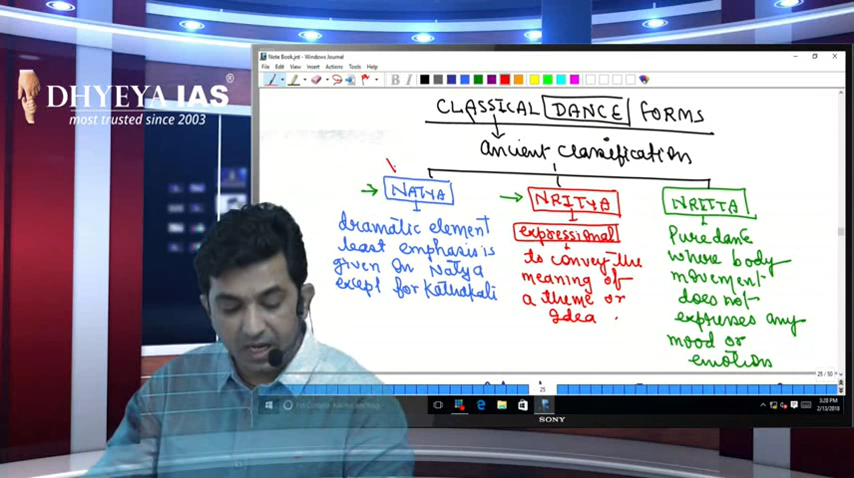 DHYEYA IAS®
most trusted since 2003
Note Book.jnt - Windows Journal
File Edit View Insert Actions Tools Help
CLASSICAL DANCE FORMS
Ancient classification
NATYA
dramatic element
least emphasis is
given on Natya
except for Kathakali
NRITYA
expressional
to convey the
meaning of
a theme or
Idea .
NRITTA
Pure dance
where body
movement
does not
expresses any
mood or
emotion
25
25 / 50
3:28 PM
2/13/2018
SONY